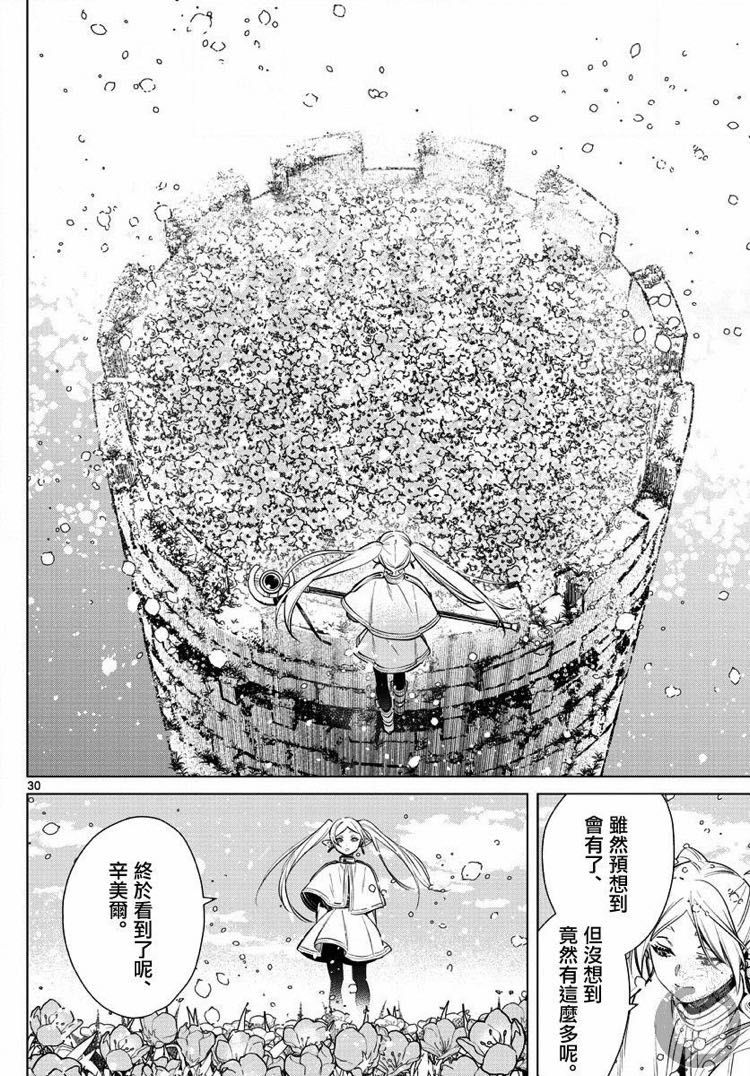 30
雖然預想到
會有了、
但沒想到
竟然有這麼多呢。
終於看到了呢、
辛美爾。